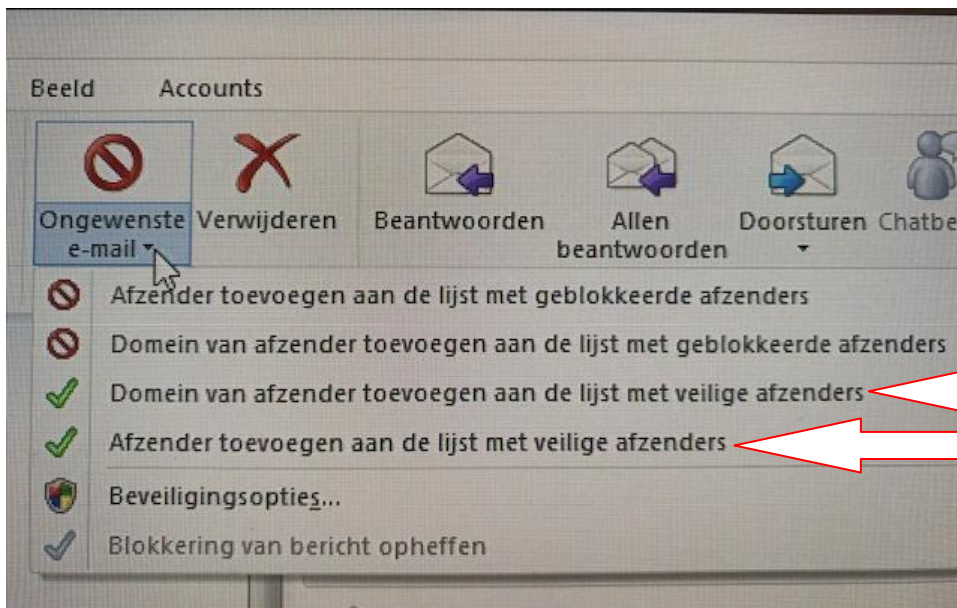 Beeld Accounts
Ongewenste Verwijderen Beantwoorden Allen Doorsturen
e-mail beantwoorden
Afzender toevoegen aan de lijst met geblokkeerde afzenders
Domein van afzender toevoegen aan de lijst met geblokkeerde afzenders
Domein van afzender toevoegen aan de lijst met veilige afzenders
Afzender toevoegen aan de lijst met veilige afzenders
Beveiligingsopties...
Blokkering van bericht opheffen